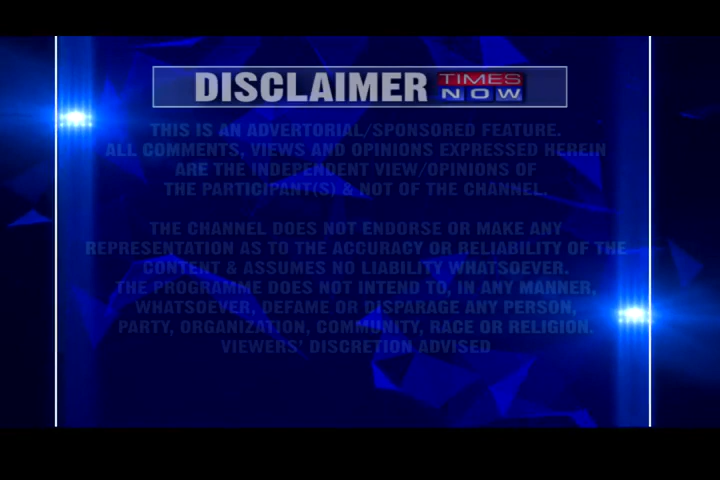 DISCLAIMER TIMES NOW
THIS IS AN ADVERTORIAL/SPONSORED FEATURE.
ALL COMMENTS, VIEWS AND OPINIONS EXPRESSED HEREIN
ARE THE INDEPENDENT VIEW/OPINIONS OF
THE PARTICIPANT(S) & NOT OF THE CHANNEL.
THE CHANNEL DOES NOT ENDORSE OR MAKE ANY
REPRESENTATION AS TO THE ACCURACY OR RELIABILITY OF THE
CONTENT & ASSUMES NO LIABILITY WHATSOEVER.
THE PROGRAMME DOES NOT INTEND TO, IN ANY MANNER,
WHATSOEVER, DEFAME OR DISPARAGE ANY PERSON,
PARTY, ORGANIZATION, COMMUNITY, RACE OR RELIGION.
VIEWERS' DISCRETION ADVISED